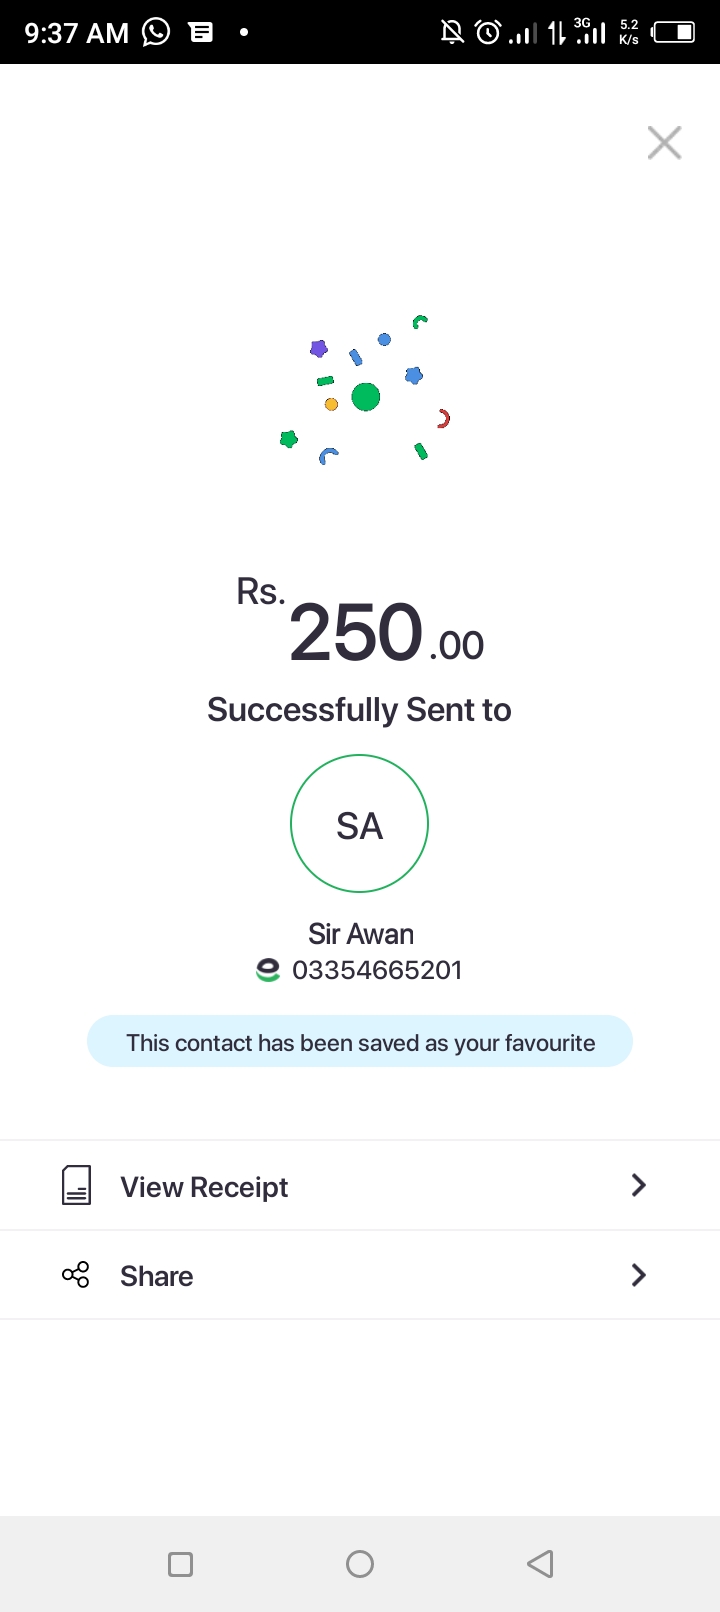 9:37 AM
3G
5.2
K/s
Rs.
250.00
Successfully Sent to
SA
Sir Awan
03354665201
This contact has been saved as your favourite
View Receipt
Share